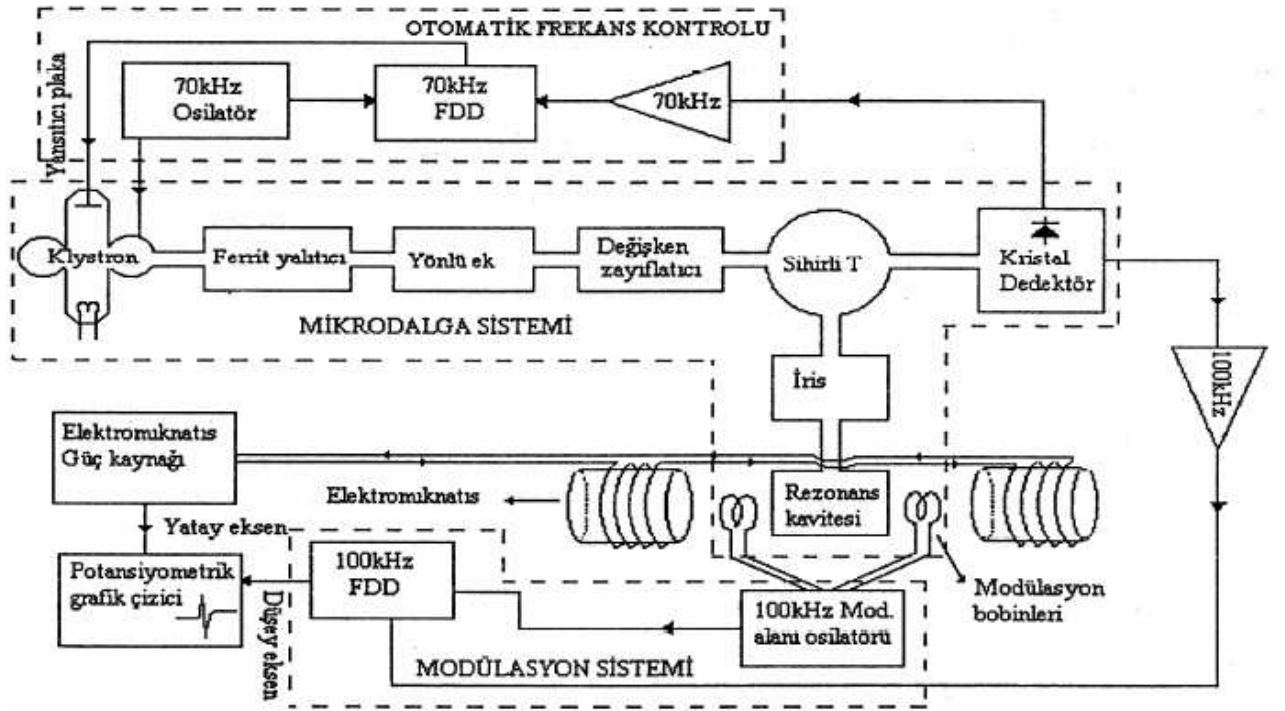 OTOMATİK FREKANS KONTROLU
Yansıtıcı plaka
70kHz
Osilatör
70kHz
FDD
70kHz
Klystron
Ferrit yalıtıcı
Yönlü ek
Değişken
zayıflatıcı
Sihirli T
Kristal
Dedektör
MİKRODALGA SİSTEMİ
100kHz
İris
Elektromıknatıs
Güç kaynağı
Elektromıknatıs
Rezonans
kavitesi
Yatay eksen
Potansiyometrik
grafik çizici
Düşey eksen
100kHz
FDD
100kHz Mod.
alanı osilatörü
Modülasyon
bobinleri
MODÜLASYON SİSTEMİ